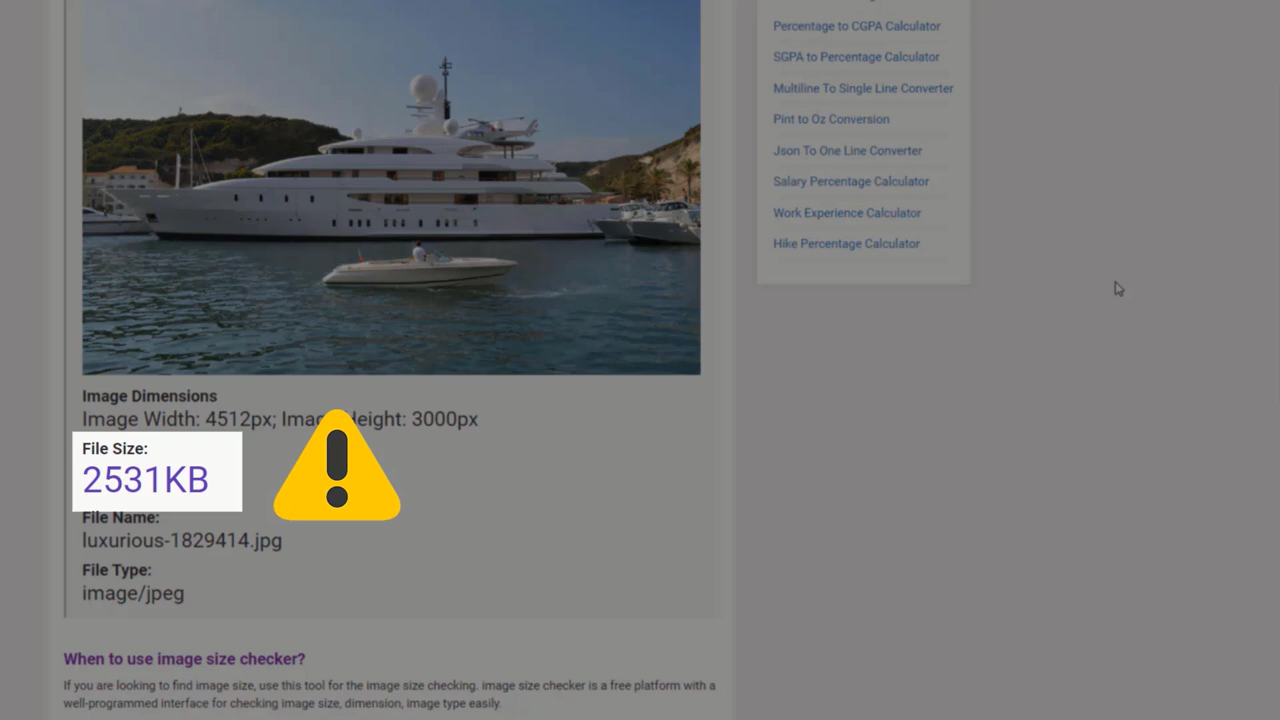 Percentage to CGPA Calculator
SGPA to Percentage Calculator
Multiline To Single Line Converter
Pint to Oz Conversion
Json To One Line Converter
Salary Percentage Calculator
Work Experience Calculator
Hike Percentage Calculator
Image Dimensions
Image Width: 4512px; Image Height: 3000px
File Size:
2531KB
File Name:
luxurious-1829414.jpg
File Type:
image/jpeg
When to use image size checker?
If you are looking to find image size, use this tool for the image size checking. image size checker is a free platform with a
well-programmed interface for checking image size, dimension, image type easily.